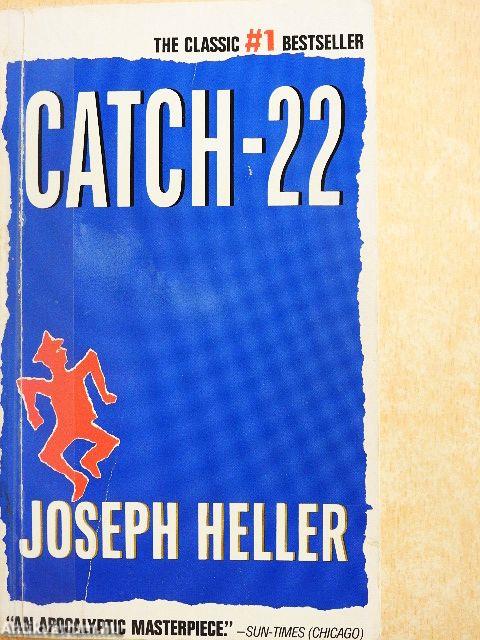 THE CLASSIC #1 BESTSELLER
CATCH-22
JOSEPH HELLER
"AN APOCALYPTIC MASTERPIECE." —SUN-TIMES (CHICAGO)